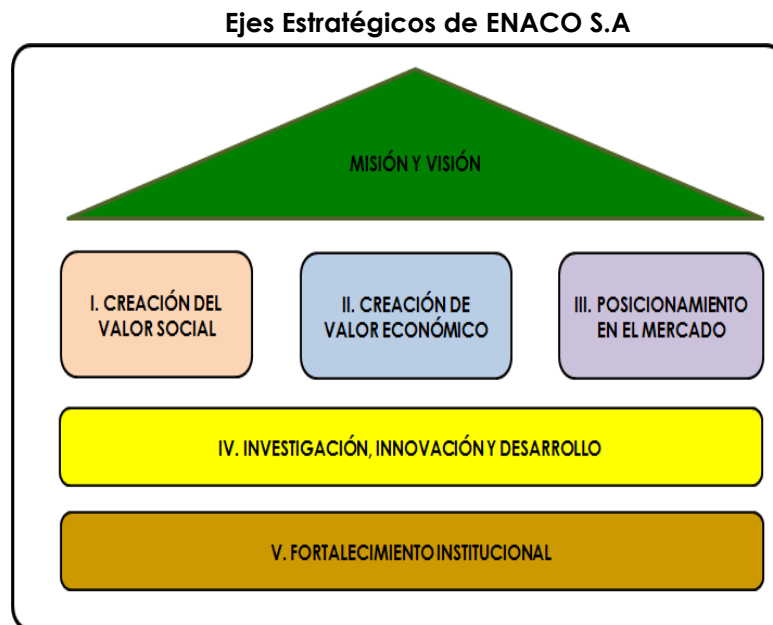 Ejes Estratégicos de ENACO S.A
MISIÓN Y VISIÓN
I. CREACIÓN DEL
VALOR SOCIAL
II. CREACIÓN DE
VALOR ECONÓMICO
III. POSICIONAMIENTO
EN EL MERCADO
IV. INVESTIGACIÓN, INNOVACIÓN Y DESARROLLO
V. FORTALECIMIENTO INSTITUCIONAL